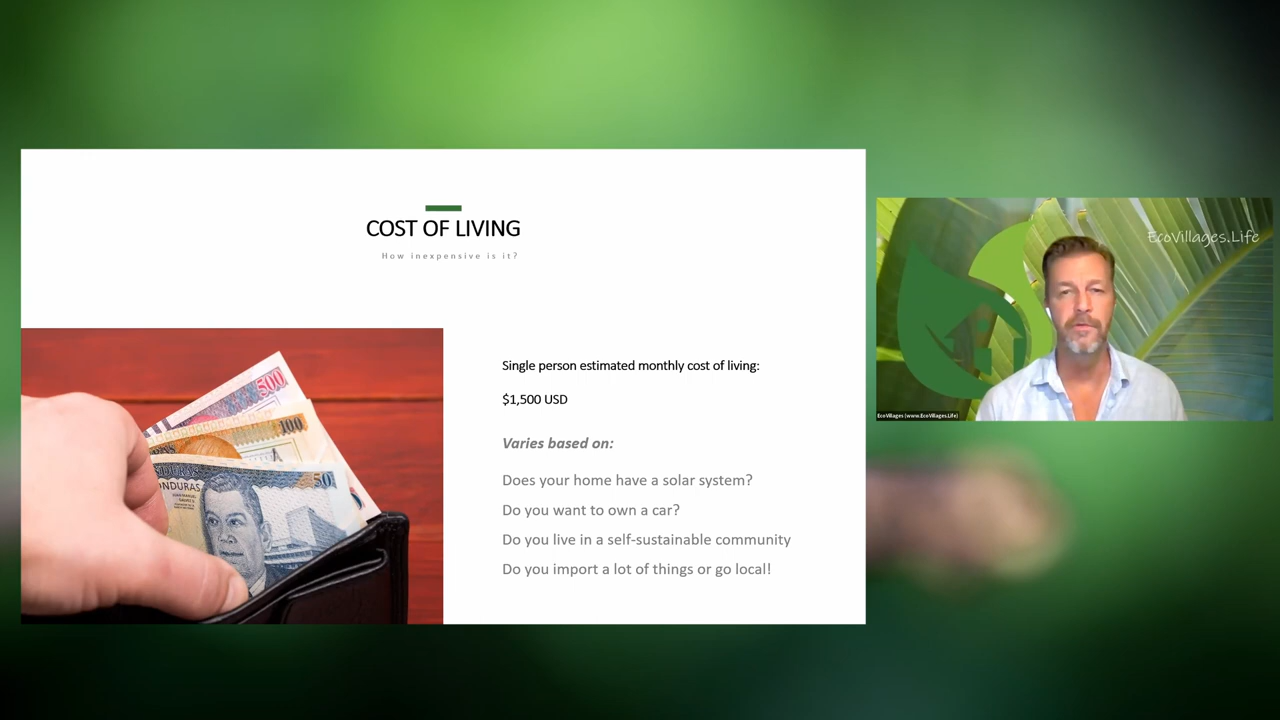 COST OF LIVING
How inexpensive is it?
Single person estimated monthly cost of living:
$1,500 USD
Varies based on:
Does your home have a solar system?
Do you want to own a car?
Do you live in a self-sustainable community
Do you import a lot of things or go local!
500
100
50
ONDURAS
EcoVillages.Life
EcoVillages (www.EcoVillages.Life)